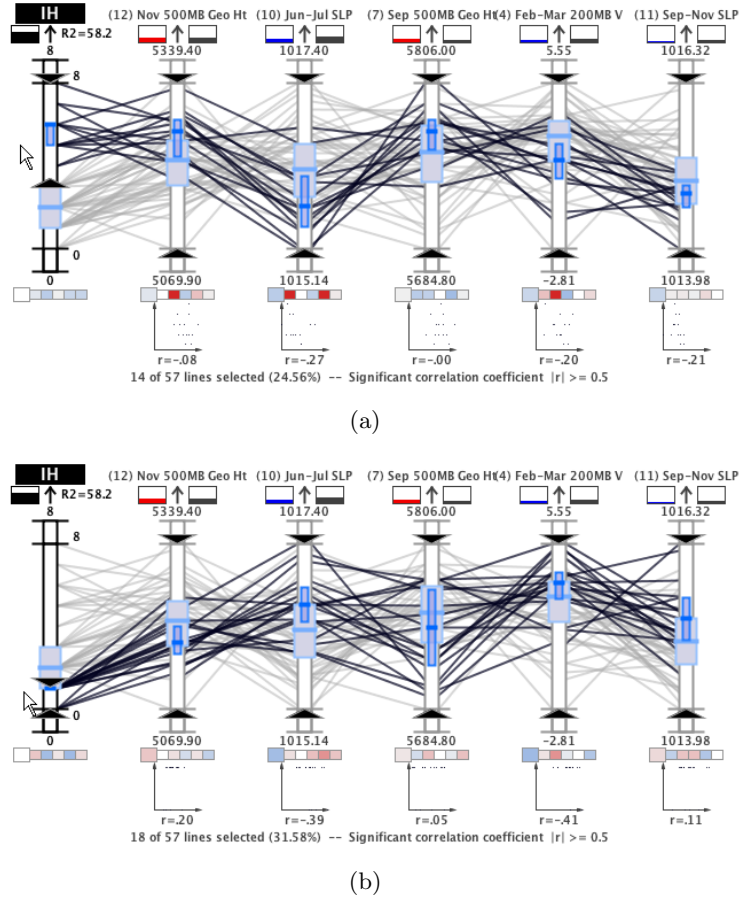 IH (12) Nov 500MB Geo Ht (10) Jun-Jul SLP (7) Sep 500MB Geo Ht (4) Feb-Mar 200MB V (11) Sep-Nov SLP
R2=58.2
8 5339.40 1017.40 5806.00 5.55 1016.32
8
0
0 5069.90 1015.14 5684.80 -2.81 1013.98
r=-.08 r=-.27 r=-.00 r=-.20 r=-.21
14 of 57 lines selected (24.56%) -- Significant correlation coefficient |r| >= 0.5
(a)
IH (12) Nov 500MB Geo Ht (10) Jun-Jul SLP (7) Sep 500MB Geo Ht (4) Feb-Mar 200MB V (11) Sep-Nov SLP
R2=58.2
8 5339.40 1017.40 5806.00 5.55 1016.32
8
0
0 5069.90 1015.14 5684.80 -2.81 1013.98
r=.20 r=-.39 r=.05 r=-.41 r=.11
18 of 57 lines selected (31.58%) -- Significant correlation coefficient |r| >= 0.5
(b)